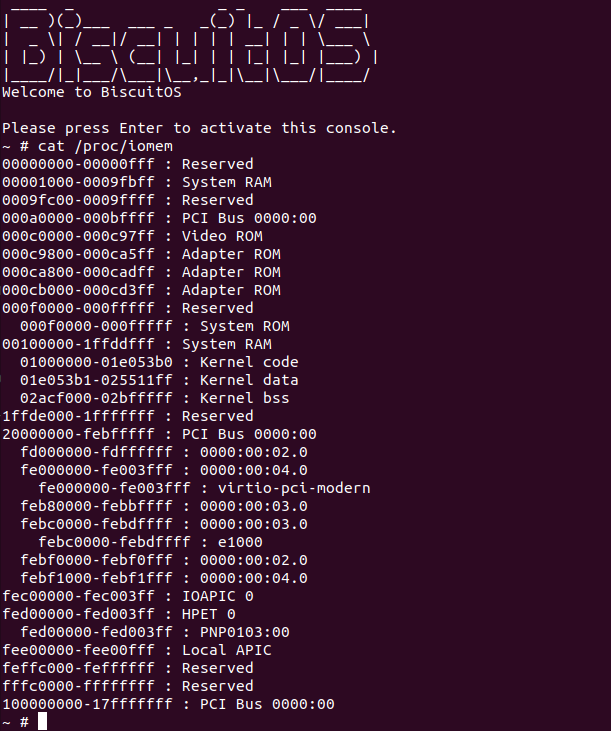 ____  _                _ _    ___  ____
| __ )(_)___  ___ _   _(_) |_ / _ \/ ___|
|  _ \| / __|/ __| | | | | __| | | \___ \
| |_) | \__ \ (__| |_| | | |_| |_| |___) |
|____/|_|___/\___|\__,_|_|\__|\___/|____/
Welcome to BiscuitOS

Please press Enter to activate this console.
~ # cat /proc/iomem
00000000-00000fff : Reserved
00001000-0009fbff : System RAM
0009fc00-0009ffff : Reserved
000a0000-000bffff : PCI Bus 0000:00
000c0000-000c97ff : Video ROM
000c9800-000ca5ff : Adapter ROM
000ca800-000cadff : Adapter ROM
000cb000-000cd3ff : Adapter ROM
000f0000-000fffff : Reserved
  000f0000-000fffff : System ROM
00100000-1ffddfff : System RAM
  01000000-01e053b0 : Kernel code
  01e053b1-025511ff : Kernel data
  02acf000-02bfffff : Kernel bss
1ffde000-1fffffff : Reserved
20000000-febfffff : PCI Bus 0000:00
  fd000000-fdffffff : 0000:00:02.0
  fe000000-fe003fff : 0000:00:04.0
    fe000000-fe003fff : virtio-pci-modern
  feb80000-febbffff : 0000:00:03.0
  febc0000-febdffff : 0000:00:03.0
    febc0000-febdffff : e1000
  febf0000-febf0fff : 0000:00:02.0
  febf1000-febf1fff : 0000:00:04.0
fec00000-fec003ff : IOAPIC 0
fed00000-fed003ff : HPET 0
  fed00000-fed003ff : PNP0103:00
fee00000-fee00fff : Local APIC
feffc000-feffffff : Reserved
fffc0000-ffffffff : Reserved
100000000-17fffffff : PCI Bus 0000:00
~ #